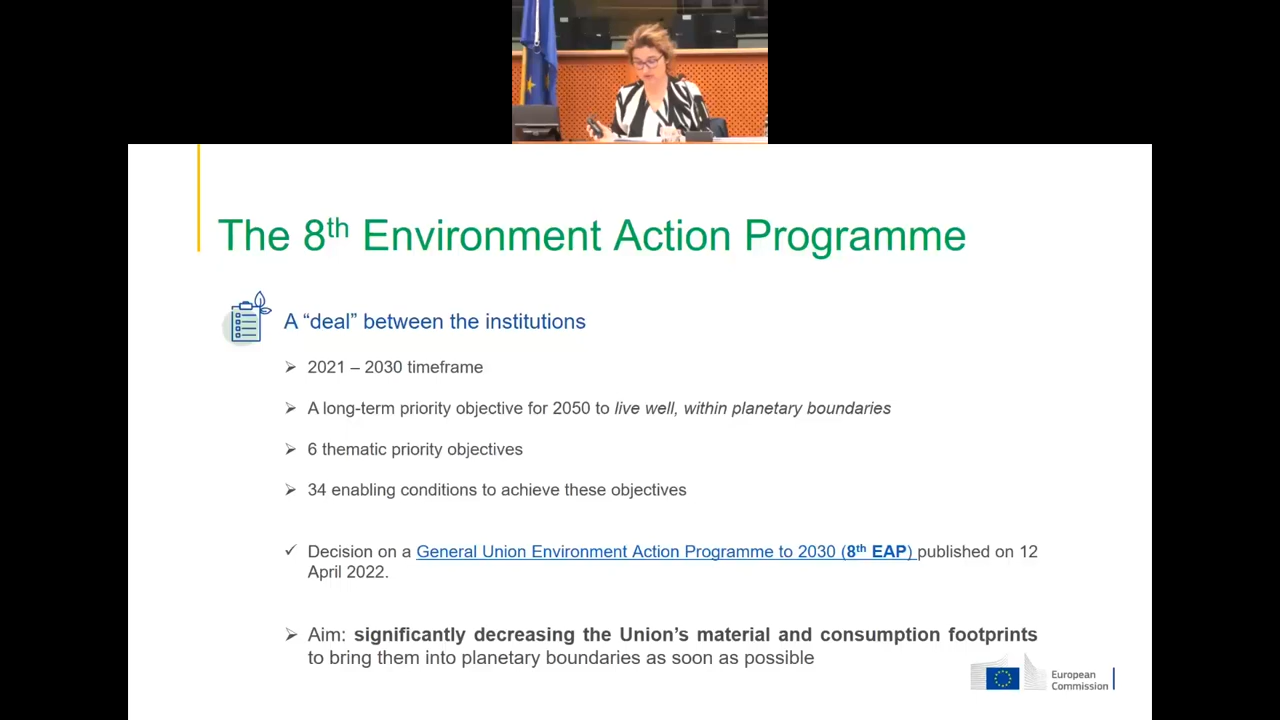 The 8th Environment Action Programme
A “deal” between the institutions
2021 – 2030 timeframe
A long-term priority objective for 2050 to live well, within planetary boundaries
6 thematic priority objectives
34 enabling conditions to achieve these objectives
Decision on a General Union Environment Action Programme to 2030 (8th EAP) published on 12
April 2022.
Aim: significantly decreasing the Union’s material and consumption footprints
to bring them into planetary boundaries as soon as possible
European
Commission